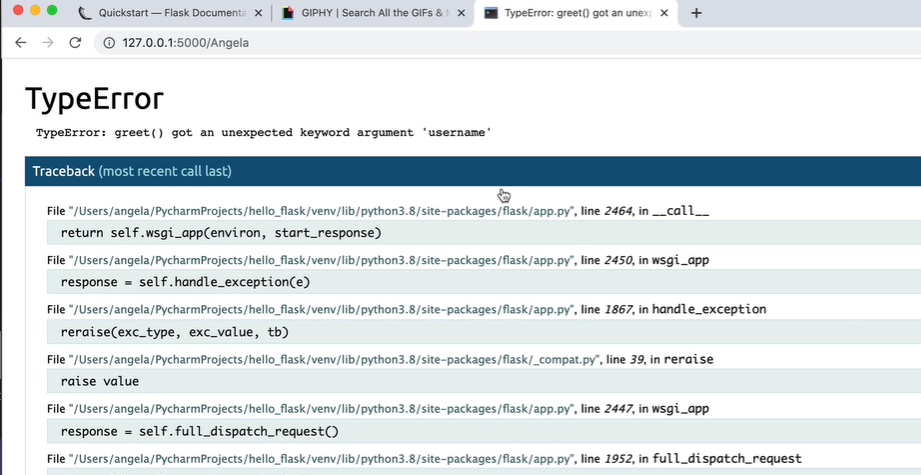 Quickstart — Flask Documenta
GIPHY | Search All the GIFs &
TypeError: greet() got an unexp
127.0.0.1:5000/Angela
TypeError
TypeError: greet() got an unexpected keyword argument 'username'
Traceback (most recent call last)
File "/Users/angela/PycharmProjects/hello_flask/venv/lib/python3.8/site-packages/flask/app.py", line 2464, in __call__
return self.wsgi_app(environ, start_response)
File "/Users/angela/PycharmProjects/hello_flask/venv/lib/python3.8/site-packages/flask/app.py", line 2450, in wsgi_app
response = self.handle_exception(e)
File "/Users/angela/PycharmProjects/hello_flask/venv/lib/python3.8/site-packages/flask/app.py", line 1867, in handle_exception
reraise(exc_type, exc_value, tb)
File "/Users/angela/PycharmProjects/hello_flask/venv/lib/python3.8/site-packages/flask/_compat.py", line 39, in reraise
raise value
File "/Users/angela/PycharmProjects/hello_flask/venv/lib/python3.8/site-packages/flask/app.py", line 2447, in wsgi_app
response = self.full_dispatch_request()
File "/Users/angela/PycharmProjects/hello_flask/venv/lib/python3.8/site-packages/flask/app.py", line 1952, in full_dispatch_request